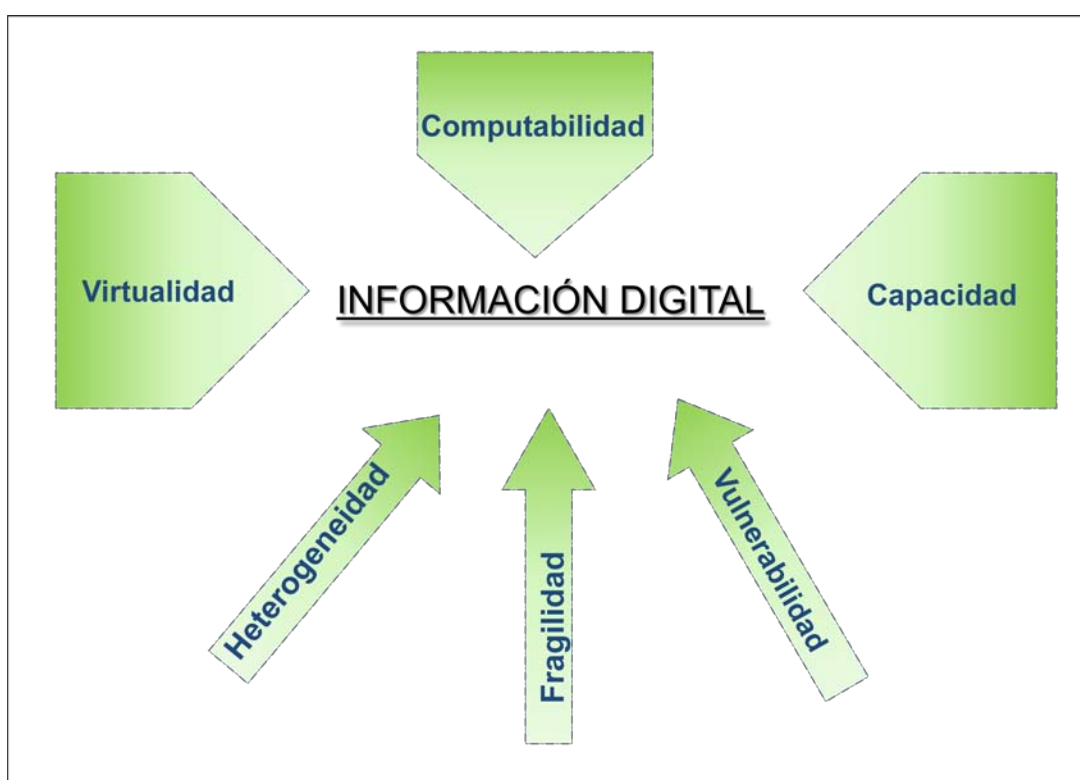 Computabilidad
Virtualidad
INFORMACIÓN DIGITAL
Capacidad
Heterogeneidad
Fragilidad
Vulnerabilidad